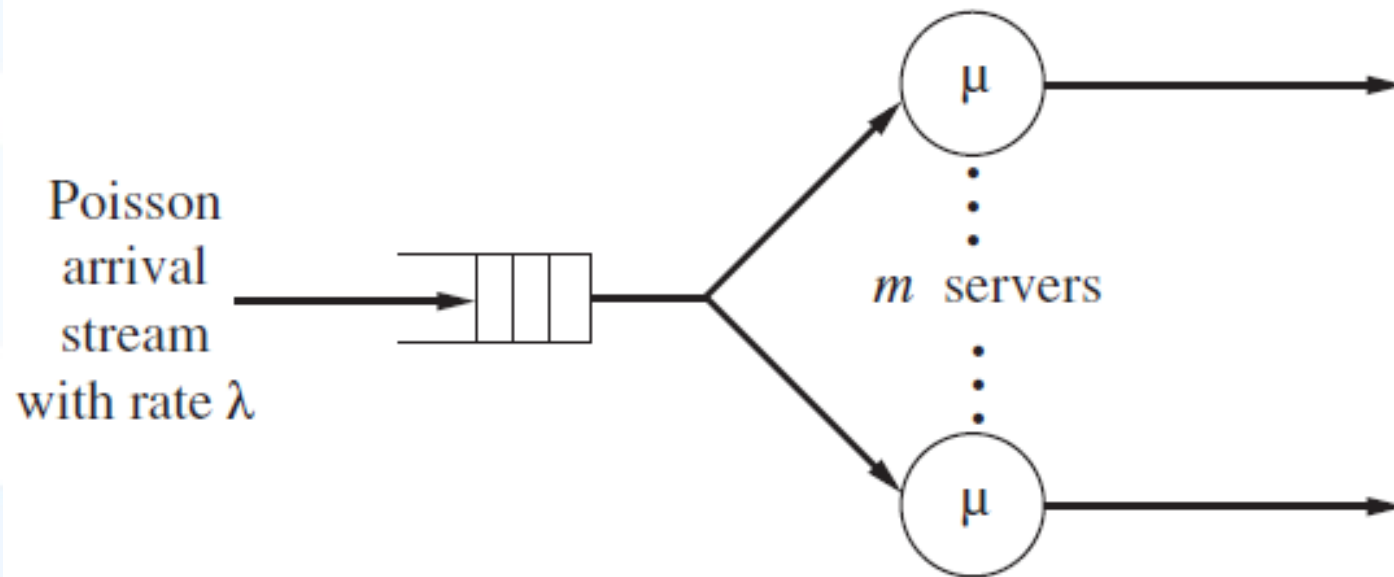 Poisson
arrival
stream
with rate λ
μ
m servers
μ